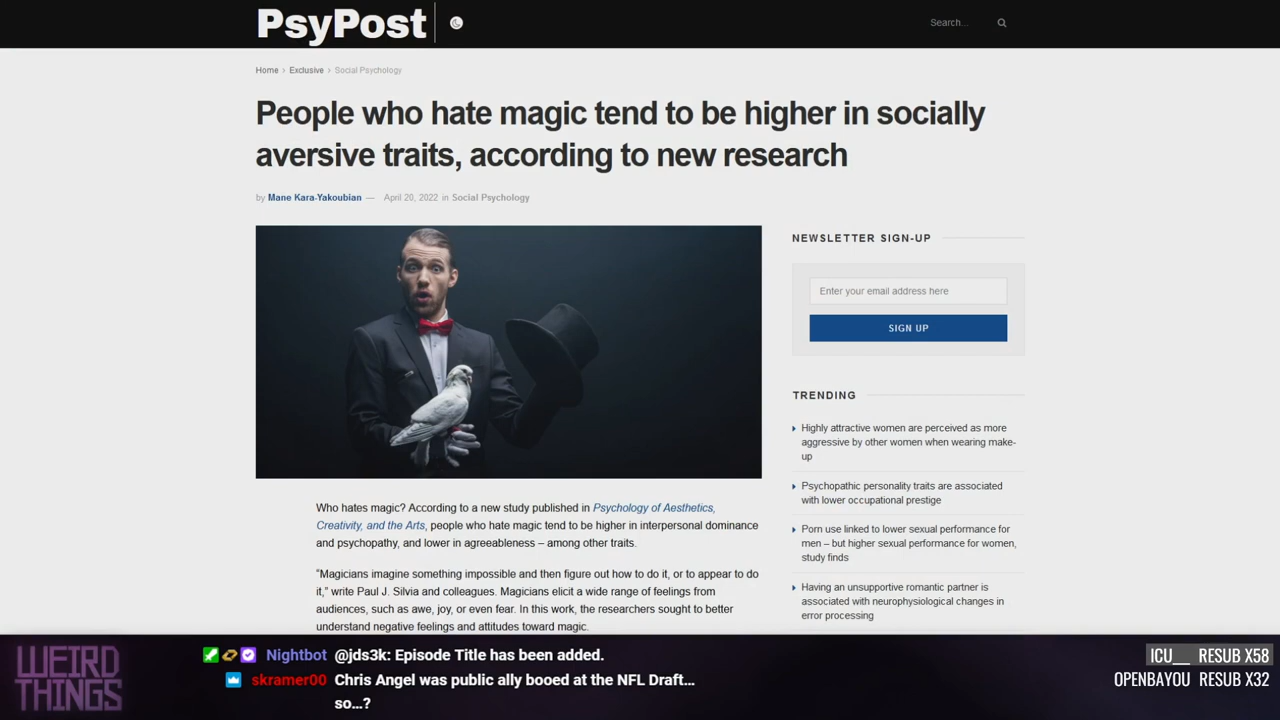 PsyPost
Search...
Home > Exclusive > Social Psychology
People who hate magic tend to be higher in socially
aversive traits, according to new research
by Mane Kara-Yakoubian — April 20, 2022 in Social Psychology
NEWSLETTER SIGN-UP
Enter your email address here
SIGN UP
TRENDING
Highly attractive women are perceived as more
aggressive by other women when wearing make-
up
Psychopathic personality traits are associated
with lower occupational prestige
Porn use linked to lower sexual performance for
men – but higher sexual performance for women,
study finds
Having an unsupportive romantic partner is
associated with neurophysiological changes in
error processing
Who hates magic? According to a new study published in Psychology of Aesthetics,
Creativity, and the Arts, people who hate magic tend to be higher in interpersonal dominance
and psychopathy, and lower in agreeableness – among other traits.
“Magicians imagine something impossible and then figure out how to do it, or to appear to do
it,” write Paul J. Silvia and colleagues. Magicians elicit a wide range of feelings from
audiences, such as awe, joy, or even fear. In this work, the researchers sought to better
understand negative feelings and attitudes toward magic.
WEIRD
THINGS
Nightbot @jds3k: Episode Title has been added.
skramer00 Chris Angel was public ally booed at the NFL Draft...
so...?
ICU__ RESUB X58
OPENBAYOU RESUB X32